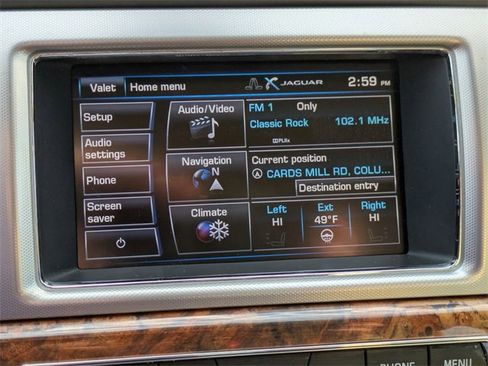 Valet Home menu JAGUAR 2:59 PM
Setup
Audio settings
Phone
Screen saver
Audio/Video
Navigation N
Climate
FM 1 Only
Classic Rock 102.1 MHz
Current position
CARDS MILL RD, COLU...
Destination entry
Left Ext Right
HI 49°F HI
PHONE MENU